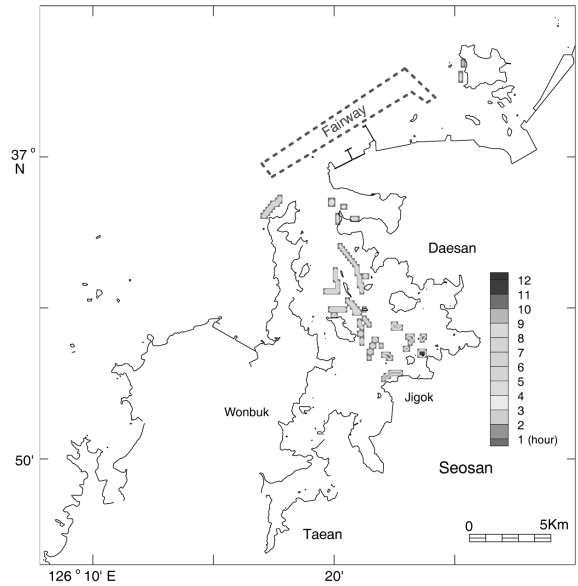 Fairway
37 °
N
Daesan
12
11
10
9
8
7
6
5
4
3
2
1 (hour)
Wonbuk
Jigok
50'
Seosan
0 5Km
Taean
126 ° 10' E 20'